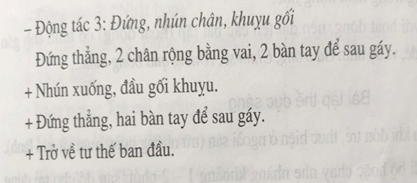 – Động tác 3: Đứng, nhún chân, khuỵu gối
Đứng thẳng, 2 chân rộng bằng vai, 2 bàn tay để sau gáy.
+ Nhún xuống, đầu gối khuỵu.
+ Đứng thẳng, hai bàn tay để sau gáy.
+ Trở về tư thế ban đầu.